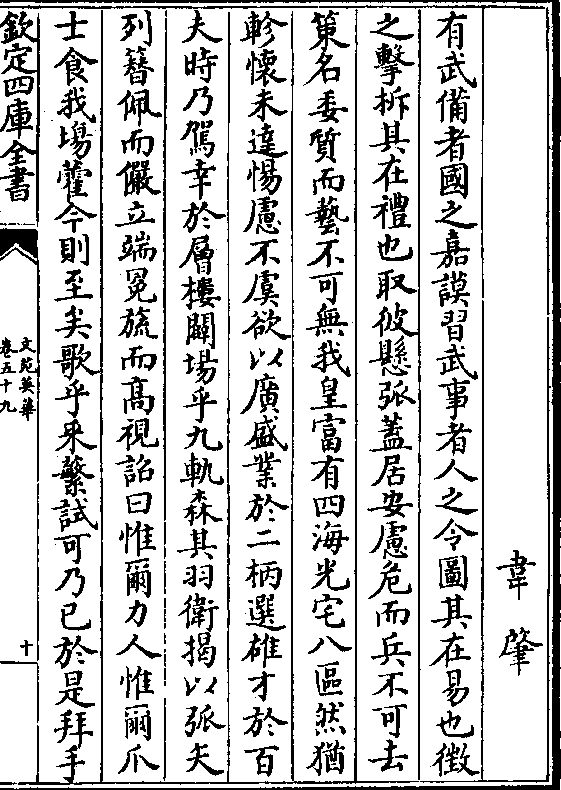 韋肇
有武備者國之嘉謨習武事者人之令圖其在易也徵
之擊柝其在禮也取彼懸弧蓋居安慮危而兵不可去
策名委質而藝不可無我皇富有四海光宅八區然猶
軫懷未達惕慮不虞欲以廣盛業於二柄選雄才於百
夫時乃駕幸於層樓闢場乎九軌森其羽衛揭以弧矢
列簪佩而儼立端冕旒而高視詔曰惟爾力人惟爾爪
士食我場藿今則至矣歌乎采蘩試可乃已於是拜手
欽定四庫全書
文苑英華
卷五十九
十